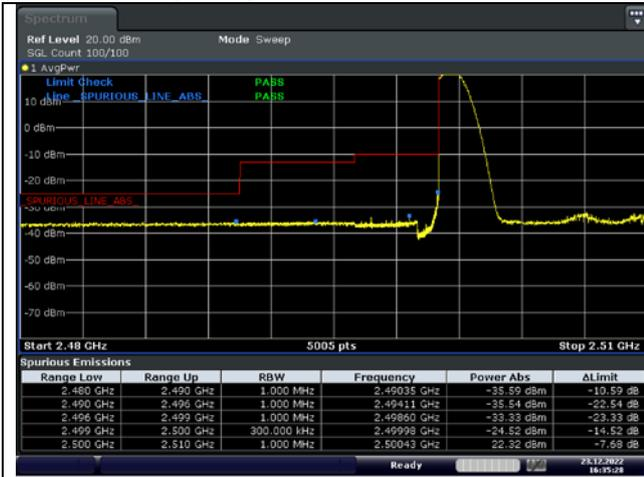 Spectrum
Ref Level 20.00 dBm Mode Sweep
SGL Count 100/100
1 AvgPwr
Limit Check PASS
Line _SPURIOUS_LINE_ABS_ PASS
10 dBm
0 dBm
-10 dBm
-20 dBm
_SPURIOUS_LINE_ABS_
-30 dBm
-40 dBm
-50 dBm
-60 dBm
-70 dBm
Start 2.48 GHz 5005 pts Stop 2.51 GHz
Spurious Emissions
Range Low Range Up RBW Frequency Power Abs ΔLimit
2.480 GHz 2.490 GHz 1.000 MHz 2.49035 GHz -35.59 dBm -10.59 dB
2.490 GHz 2.496 GHz 1.000 MHz 2.49411 GHz -35.54 dBm -22.54 dB
2.496 GHz 2.499 GHz 1.000 MHz 2.49860 GHz -33.33 dBm -23.33 dB
2.499 GHz 2.500 GHz 300.000 kHz 2.49998 GHz -24.52 dBm -14.52 dB
2.500 GHz 2.510 GHz 1.000 MHz 2.50043 GHz 22.32 dBm -7.68 dB
Ready 23.12.2022
16:35:28